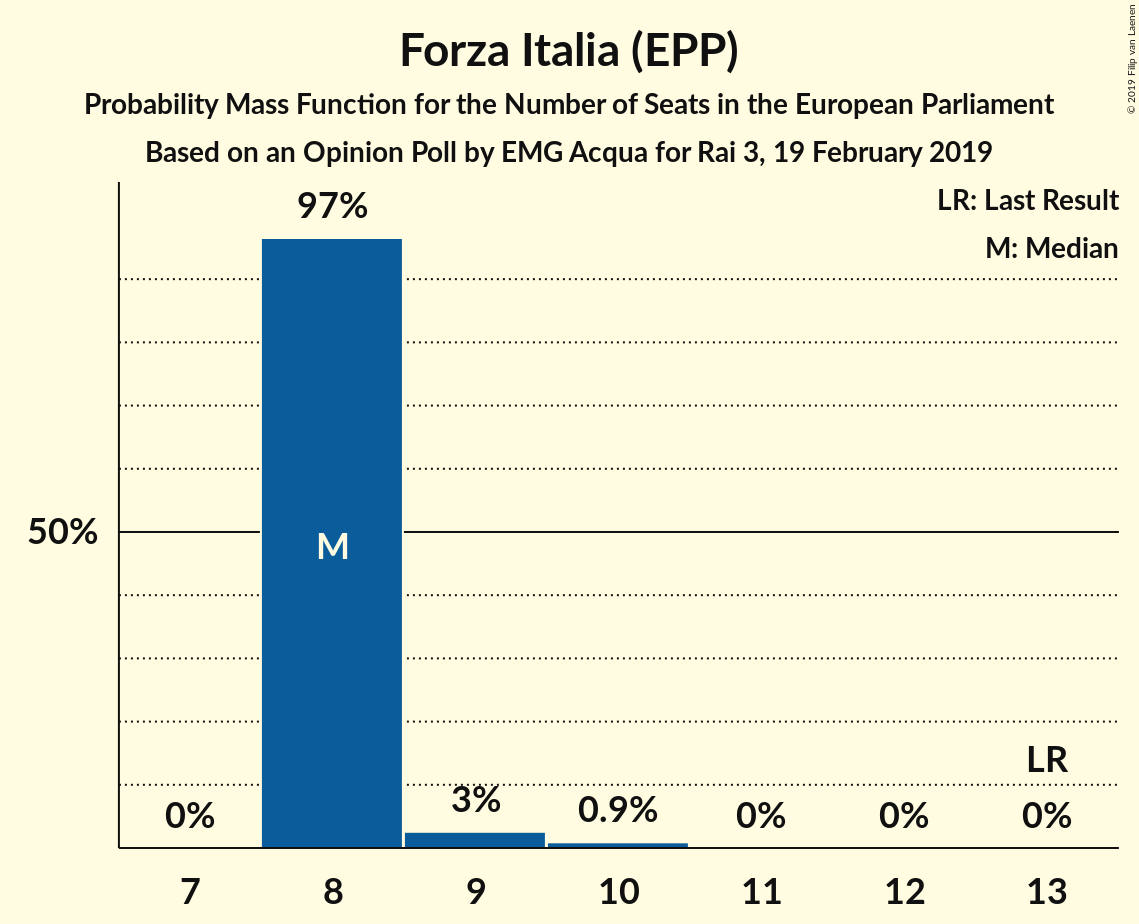 Forza Italia (EPP)
Probability Mass Function for the Number of Seats in the European Parliament
Based on an Opinion Poll by EMG Acqua for Rai 3, 19 February 2019
© 2019 Filip van Laenen
LR: Last Result
M: Median
97%
50%
M
LR
0%
3%
0.9%
0%
0%
0%
7
8
9
10
11
12
13